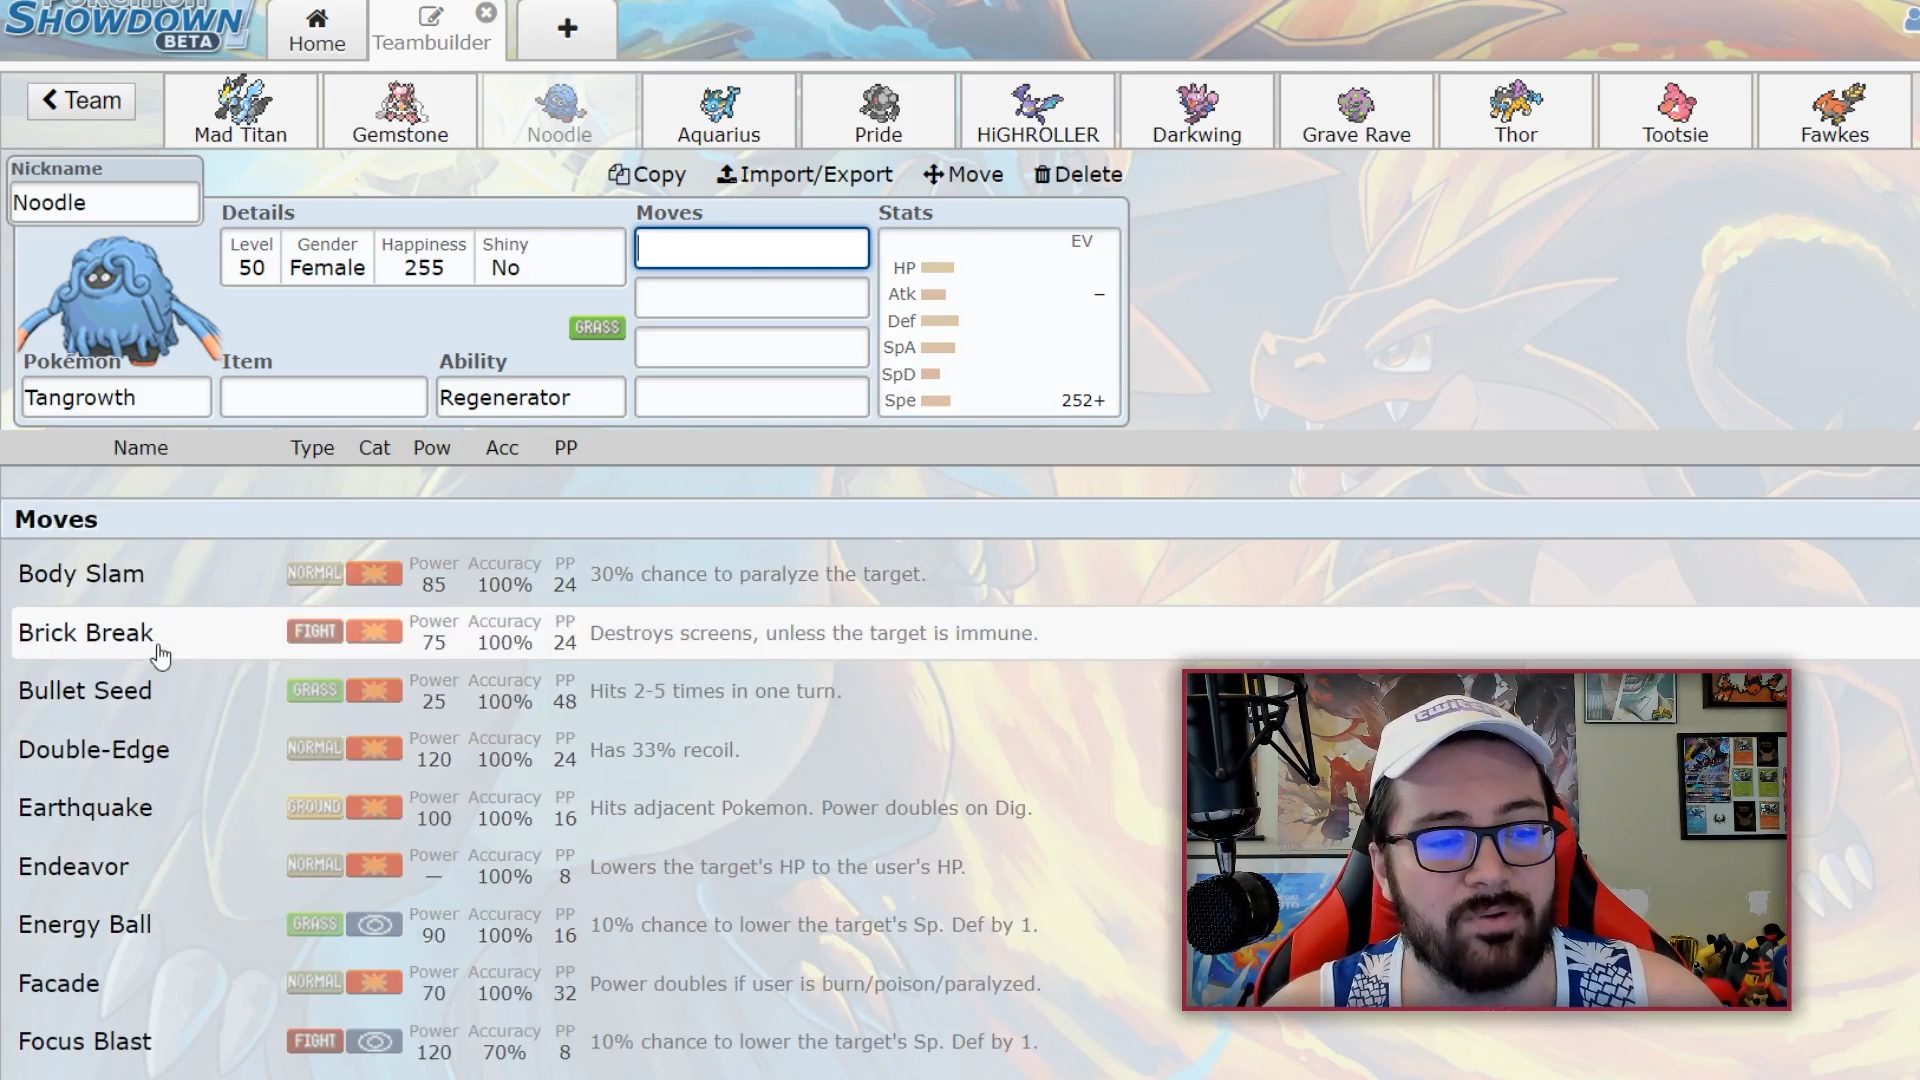 Pokémon
SHOWDOWN
BETA
Home
Teambuilder
+
Team
Mad Titan
Gemstone
Noodle
Aquarius
Pride
HiGHROLLER
Darkwing
Grave Rave
Thor
Tootsie
Fawkes
Nickname
Noodle
Copy
Import/Export
Move
Delete
Details
Level Gender Happiness Shiny
50 Female 255 No
GRASS
Pokémon
Tangrowth
Item
Ability
Regenerator
Moves
Stats
EV
HP
Atk –
Def
SpA
SpD
Spe 252+
Name Type Cat Pow Acc PP
Moves
Body Slam NORMAL Power 85 Accuracy 100% PP 24 30% chance to paralyze the target.
Brick Break FIGHT Power 75 Accuracy 100% PP 24 Destroys screens, unless the target is immune.
Bullet Seed GRASS Power 25 Accuracy 100% PP 48 Hits 2-5 times in one turn.
Double-Edge NORMAL Power 120 Accuracy 100% PP 24 Has 33% recoil.
Earthquake GROUND Power 100 Accuracy 100% PP 16 Hits adjacent Pokemon. Power doubles on Dig.
Endeavor NORMAL Power — Accuracy 100% PP 8 Lowers the target's HP to the user's HP.
Energy Ball GRASS Power 90 Accuracy 100% PP 16 10% chance to lower the target's Sp. Def by 1.
Facade NORMAL Power 70 Accuracy 100% PP 32 Power doubles if user is burn/poison/paralyzed.
Focus Blast FIGHT Power 120 Accuracy 70% PP 8 10% chance to lower the target's Sp. Def by 1.
twitch